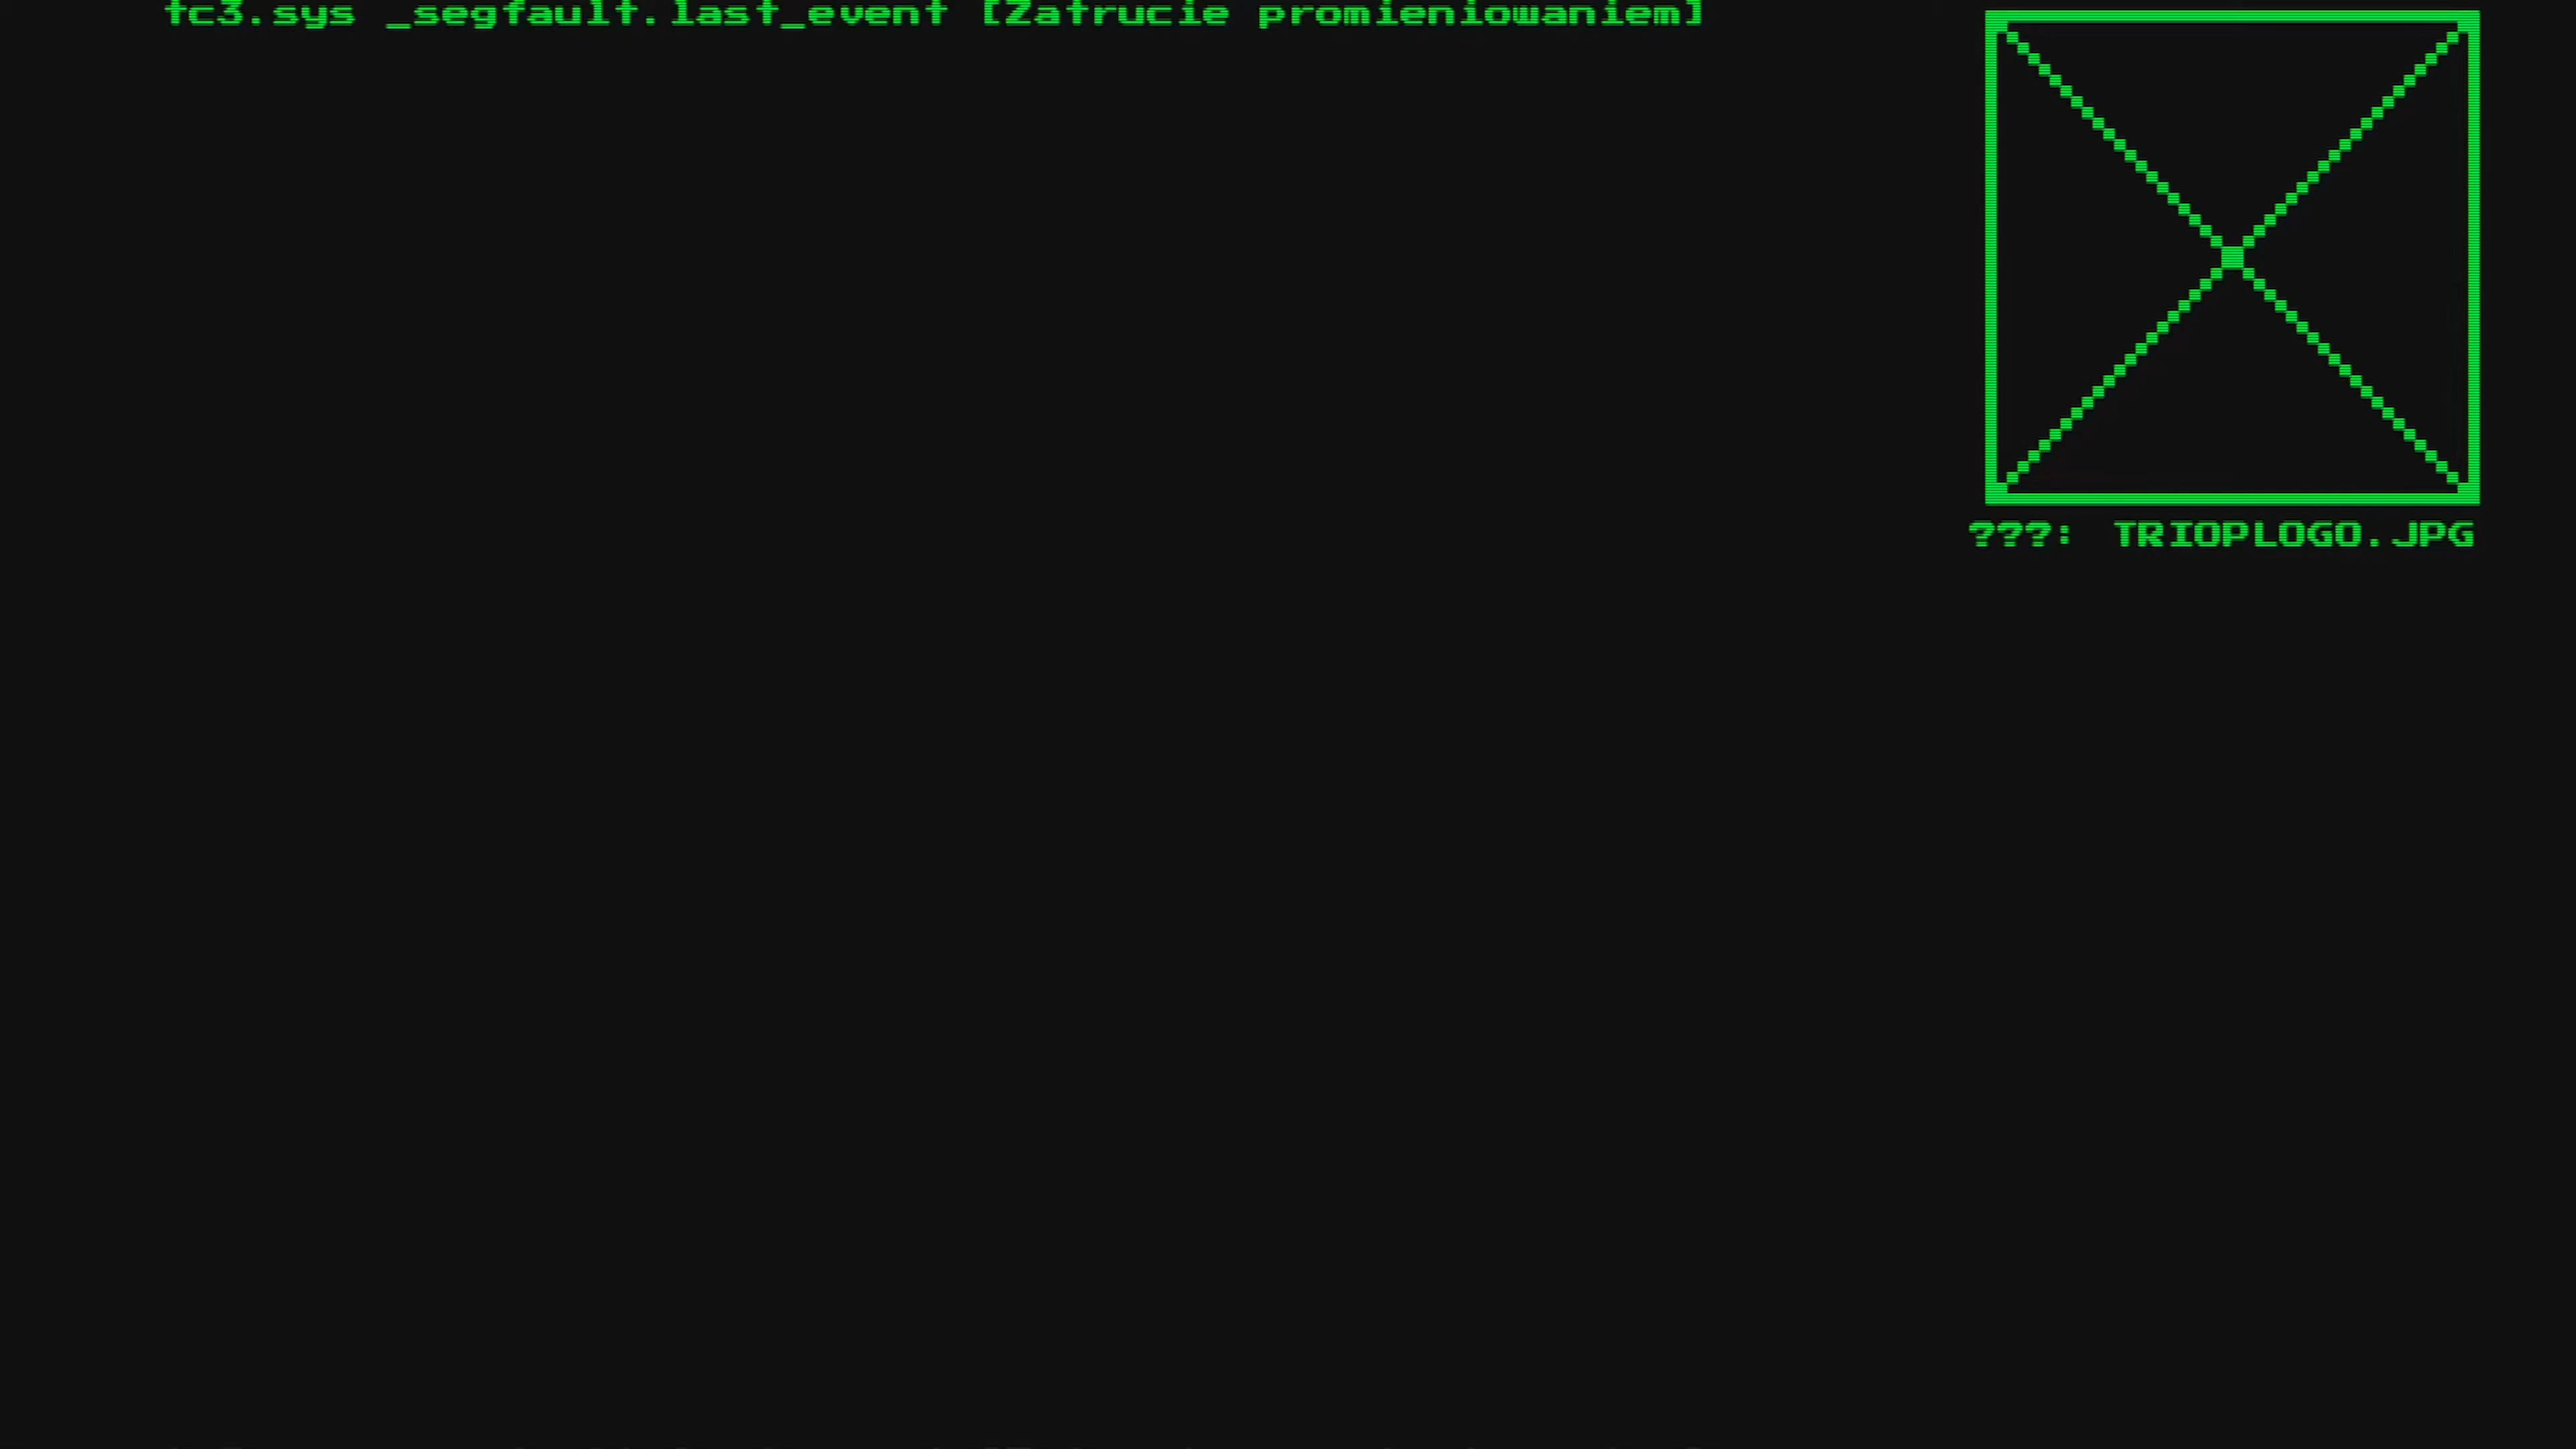 tc3.sys _segfault.last_event [Zatrucie promieniowaniem]
???: TRIOPLOGO.JPG